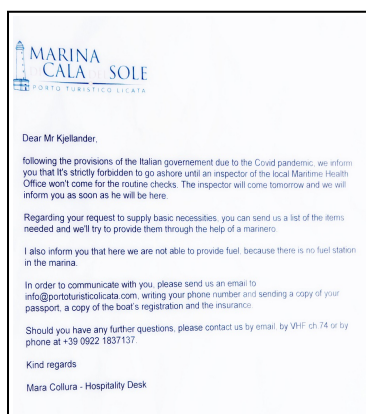 MARINA
CALA DEL SOLE
PORTO TURISTICO LICATA
Dear Mr Kjellander,
following the provisions of the Italian governement due to the Covid pandemic, we inform
you that It's strictly forbidden to go ashore until an inspector of the local Maritime Health
Office won't come for the routine checks. The inspector will come tomorrow and we will
inform you as soon as he will be here.
Regarding your request to supply basic necessities, you can send us a list of the items
needed and we'll try to provide them through the help of a marinero.
I also inform you that here we are not able to provide fuel, because there is no fuel station
in the marina.
In order to communicate with you, please send us an email to
info@portoturisticolicata.com, writing your phone number and sending a copy of your
passport, a copy of the boat's registration and the insurance
Should you have any further questions, please contact us by email, by VHF ch.74 or by
phone at +39 0922 1837137.
Kind regards
Mara Collura - Hospitality Desk